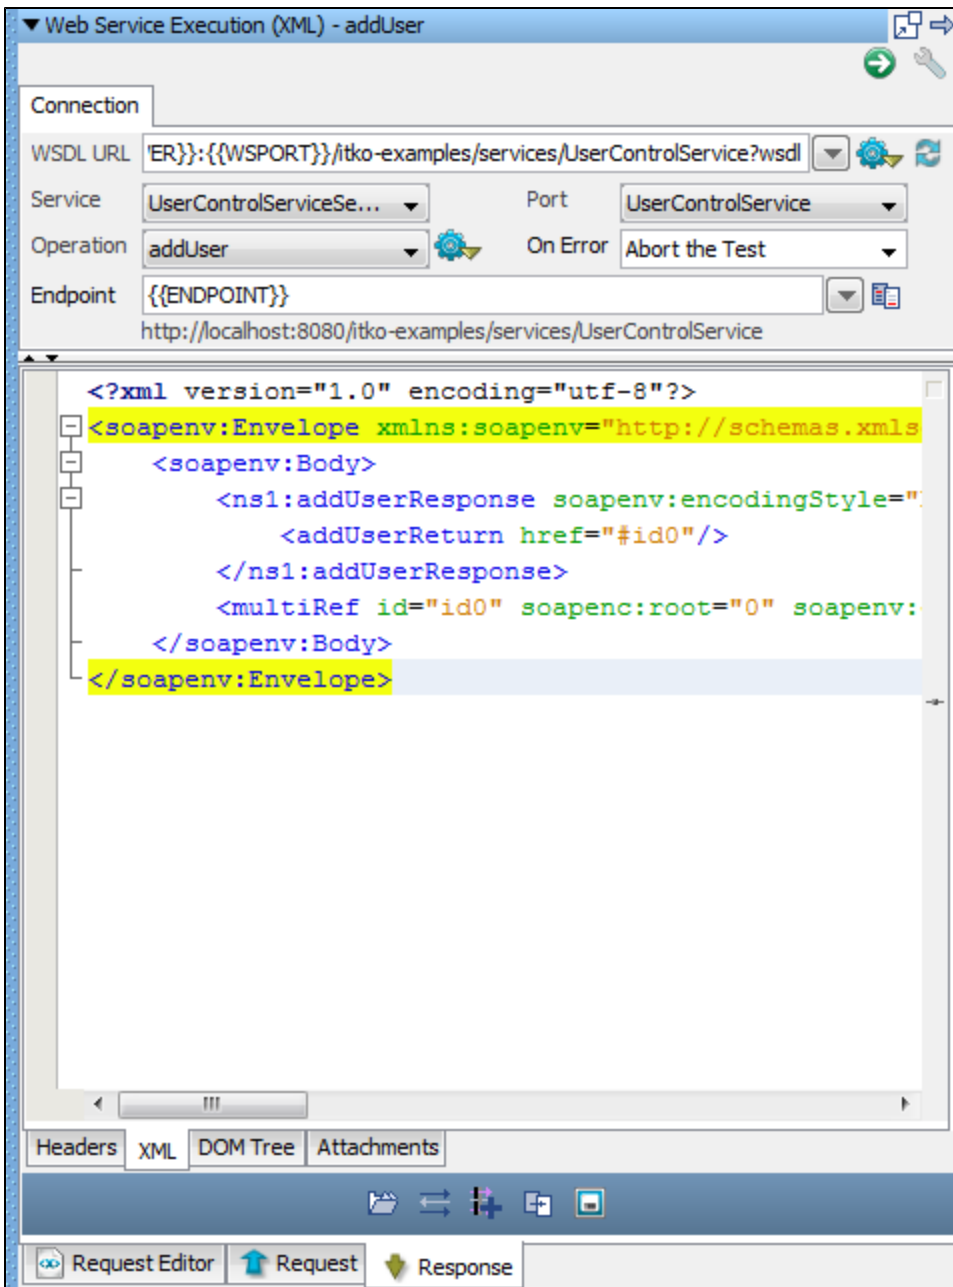 Web Service Execution (XML) - addUser
Connection
WSDL URL 'ER}}:{{WSPORT}}/itko-examples/services/UserControlService?wsdl
Service UserControlServiceSe... Port UserControlService
Operation addUser On Error Abort the Test
Endpoint {{ENDPOINT}}
http://localhost:8080/itko-examples/services/UserControlService
<?xml version="1.0" encoding="utf-8"?>
<soapenv:Envelope xmlns:soapenv="http://schemas.xmls
<soapenv:Body>
<ns1:addUserResponse soapenv:encodingStyle="
<addUserReturn href="#id0"/>
</ns1:addUserResponse>
<multiRef id="id0" soapenc:root="0" soapenv:
</soapenv:Body>
</soapenv:Envelope>
Headers XML DOM Tree Attachments
Request Editor Request Response